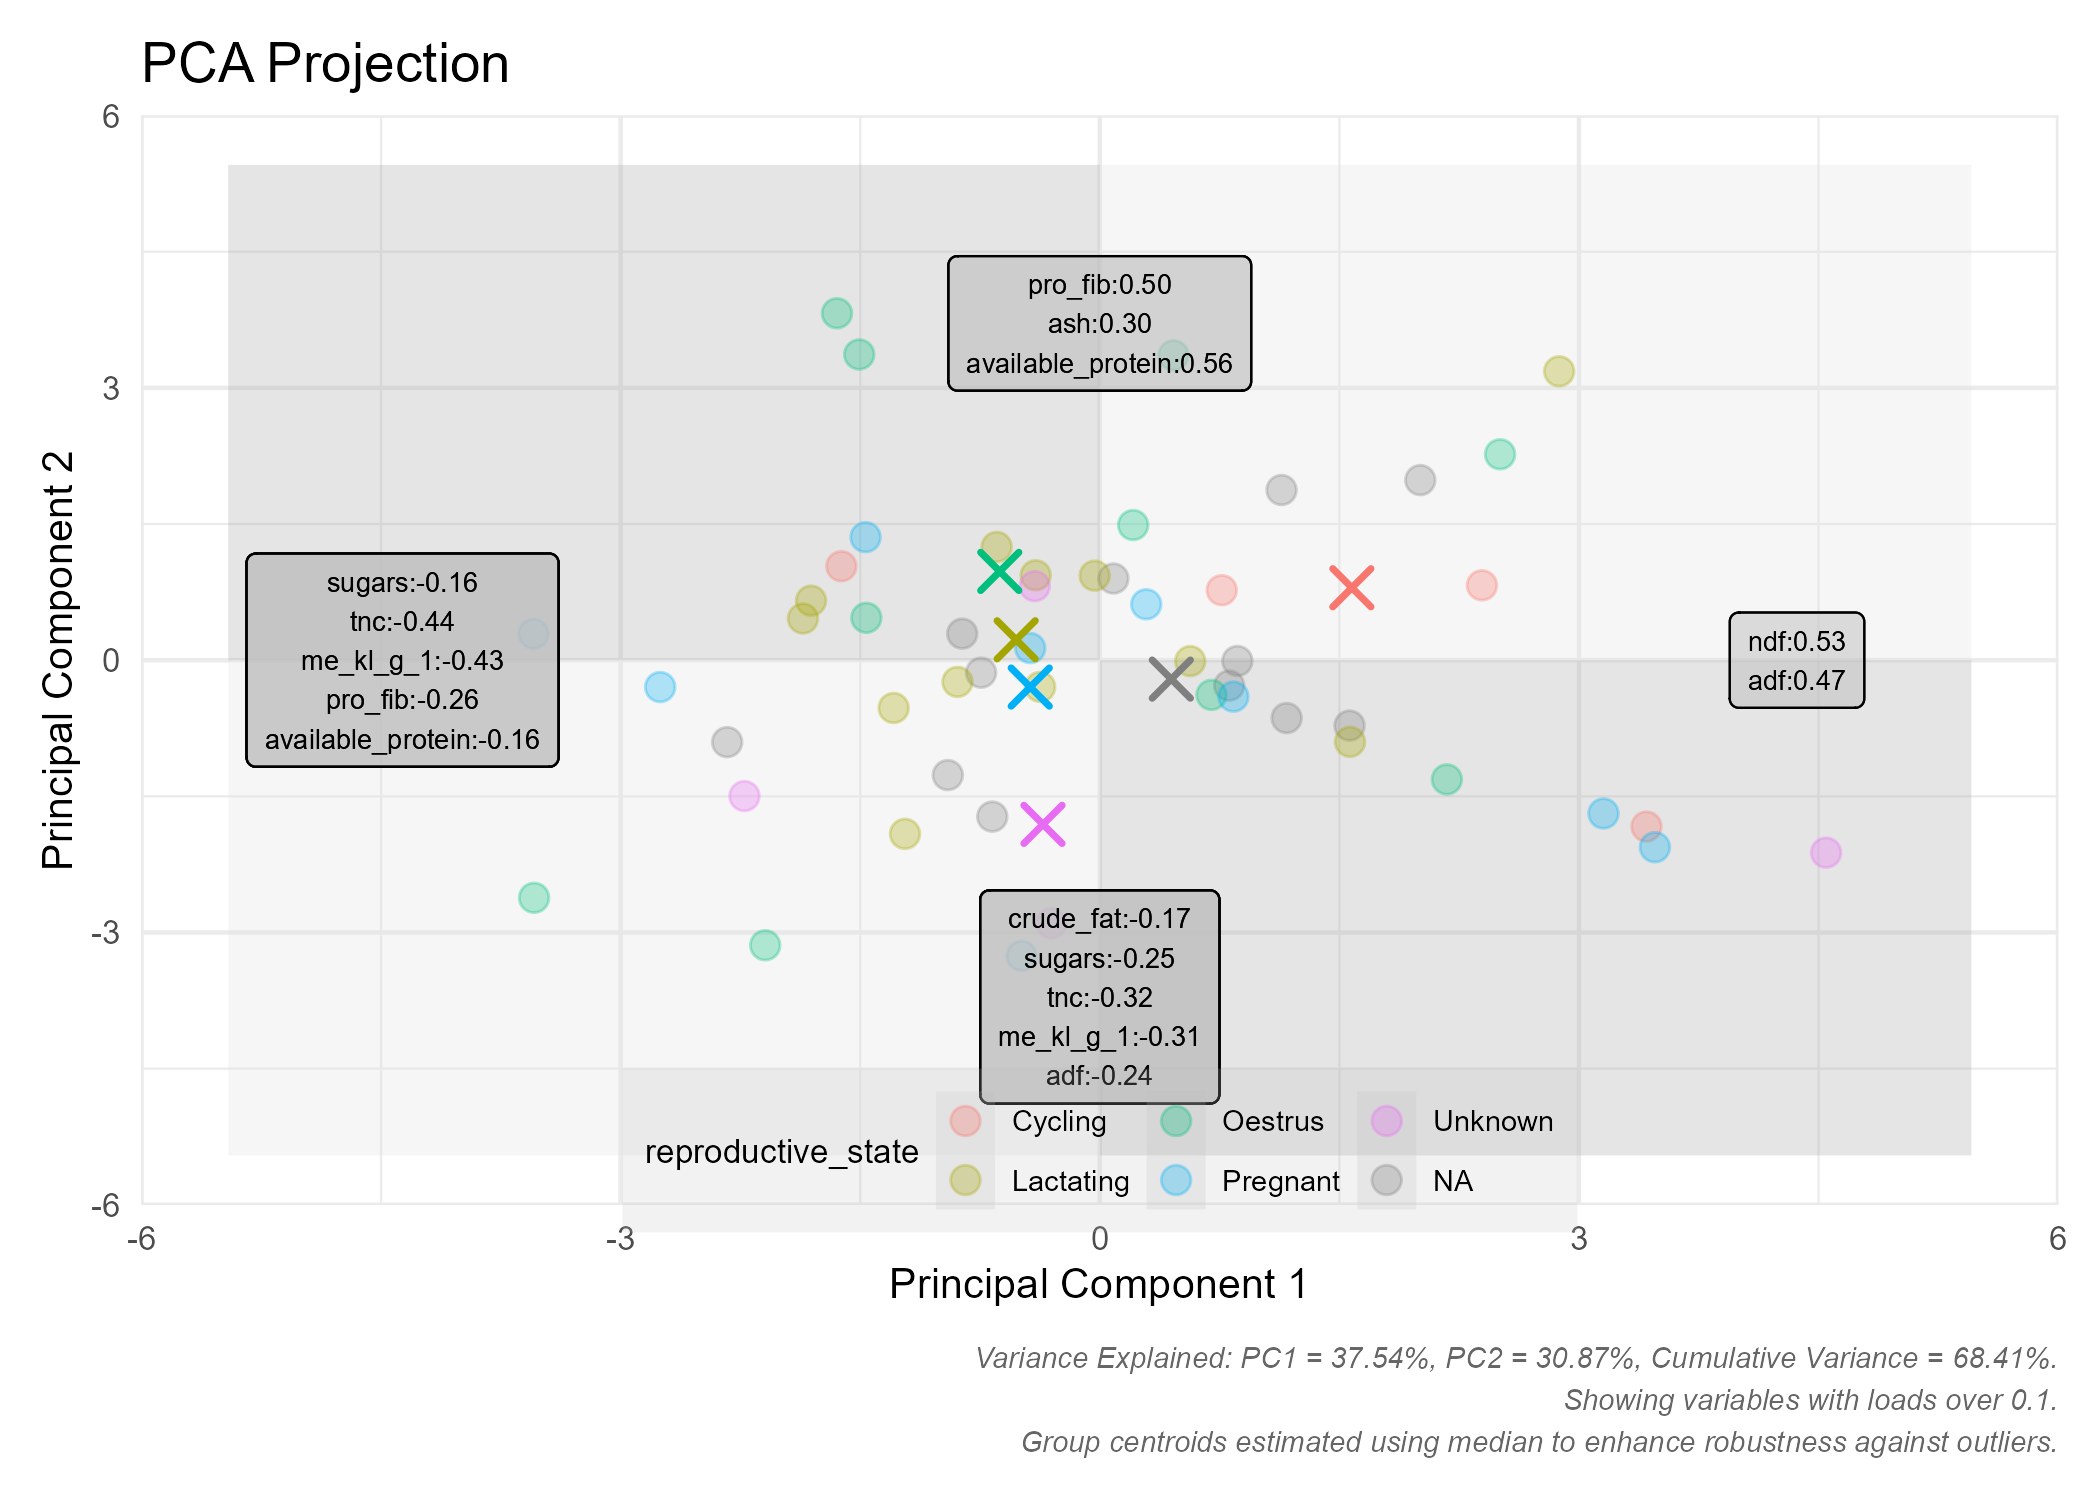 PCA Projection
6
3
0
-3
-6
Principal Component 2
pro_fib:0.50
ash:0.30
available_protein:0.56
sugars:-0.16
tnc:-0.44
me_kl_g_1:-0.43
pro_fib:-0.26
available_protein:-0.16
ndf:0.53
adf:0.47
crude_fat:-0.17
sugars:-0.25
tnc:-0.32
me_kl_g_1:-0.31
adf:-0.24
reproductive_state
Cycling
Oestrus
Unknown
Lactating
Pregnant
NA
-6
-3
0
3
6
Principal Component 1
Variance Explained: PC1 = 37.54%, PC2 = 30.87%, Cumulative Variance = 68.41%.
Showing variables with loads over 0.1.
Group centroids estimated using median to enhance robustness against outliers.